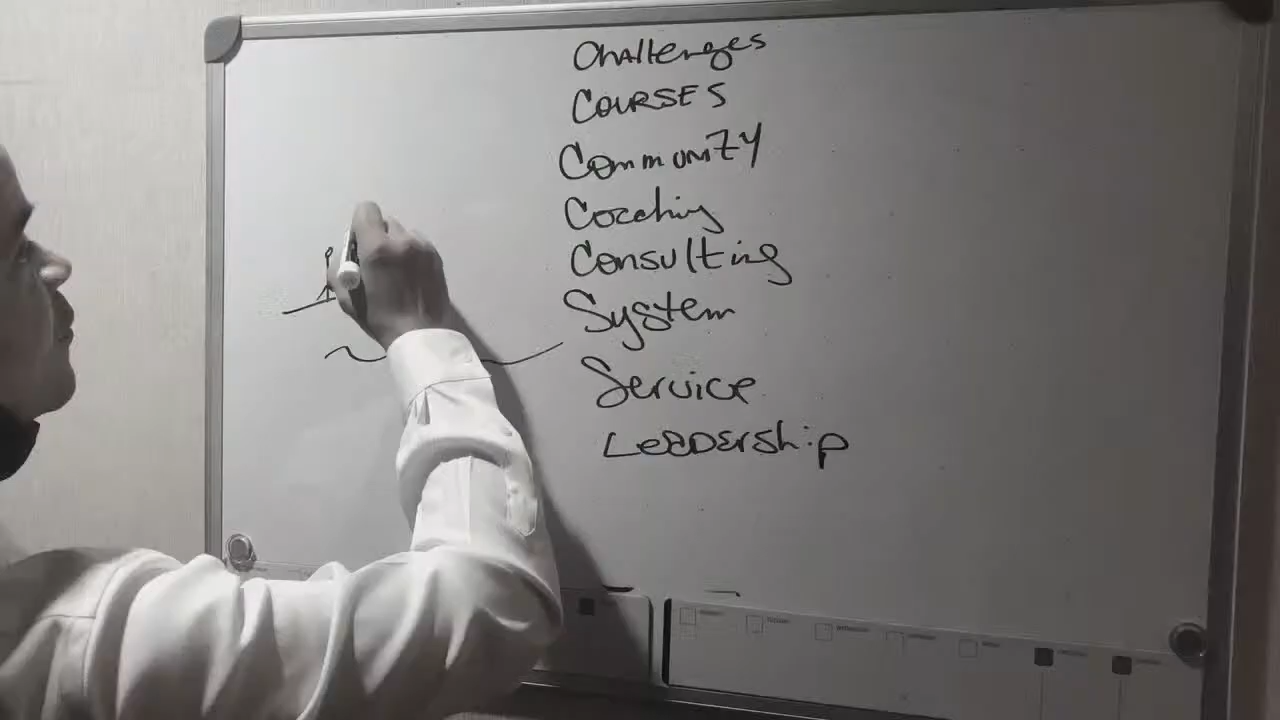 Challenges
COURSES
Community
Coaching
Consulting
System
Service
Leadership